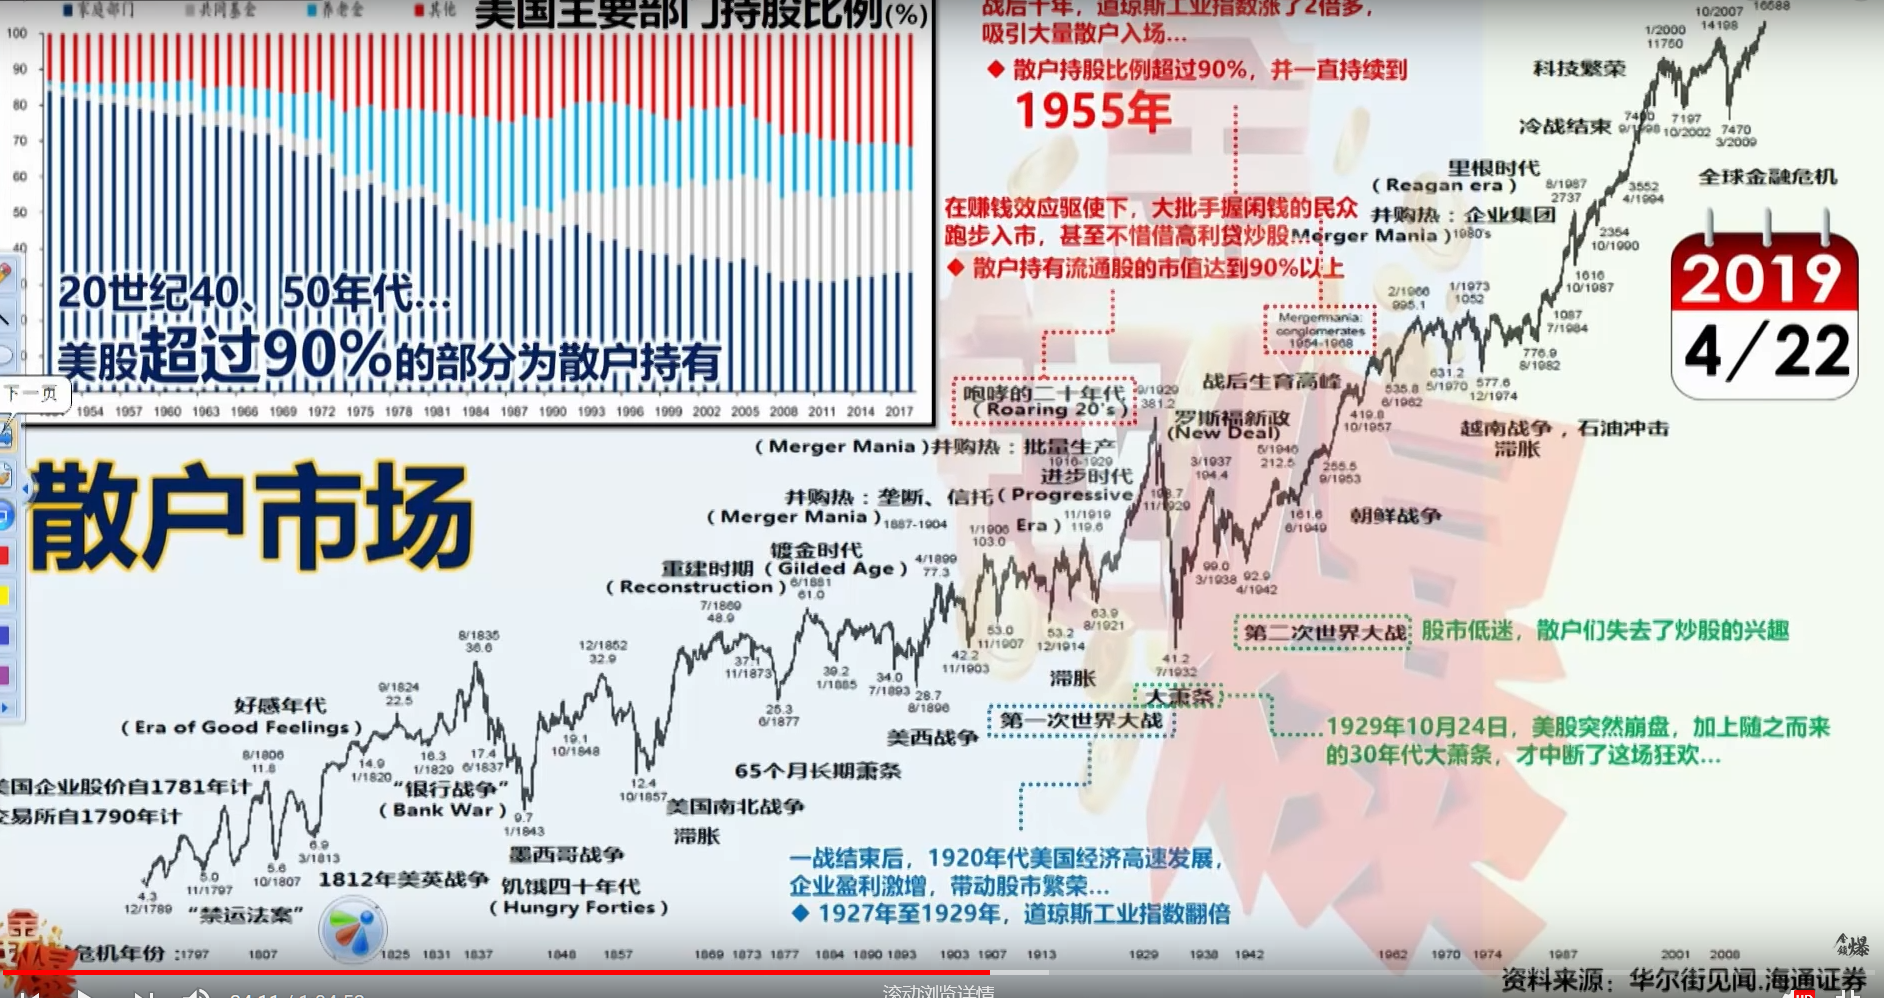 家庭部门 共同基金 养老金 其他
美国主要部门持股比例(%)
100
90
80
70
60
50
40
20世纪40、50年代...
美股超过90%的部分为散户持有
下一页
1954 1957 1960 1963 1966 1969 1972 1975 1978 1981 1984 1987 1990 1993 1996 1999 2002 2005 2008 2011 2014 2017
战后十年，道琼斯工业指数涨了2倍多，
吸引大量散户入场...
◆ 散户持股比例超过90%，并一直持续到
1955年
在赚钱效应驱使下，大批手握闲钱的民众
跑步入市，甚至不惜借高利贷炒股...
◆ 散户持有流通股的市值达到90%以上
10/2007
14198
16588
1/2000
11750
科技繁荣
冷战结束
7400
9/1998
7197
10/2002
7470
3/2009
里根时代
(Reagan era)
8/1987
2737
3552
4/1994
全球金融危机
并购热：企业集团
Merger Mania)1980's
2354
10/1990
1616
10/1987
1087
7/1984
2019
4/22
2/1966
995.1
1/1973
1052
Mergermania:
conglomerates
1954-1968
776.9
8/1982
631.2
5/1970
577.6
12/1974
535.8
6/1962
战后生育高峰
咆哮的二十年代
(Roaring 20's)
9/1929
381.2
罗斯福新政
(New Deal)
419.8
10/1957
越南战争，石油冲击
滞胀
(Merger Mania)并购热：批量生产
1916-1929
5/1946
212.5
3/1937
194.4
255.5
9/1953
散户市场
进步时代
并购热：垄断、信托(Progressive
(Merger Mania)1887-1904
Era)
198.7
11/1929
11/1919
119.6
1/1906
103.0
161.6
6/1949
朝鲜战争
镀金时代
(Gilded Age)
重建时期
(Reconstruction)
4/1899
77.3
6/1881
61.0
7/1869
48.9
99.0
3/1938
92.9
4/1942
63.9
8/1921
53.0
11/1907
53.2
12/1914
第二次世界大战
股市低迷，散户们失去了炒股的兴趣
8/1835
36.6
12/1852
32.9
37.1
11/1873
39.2
1/1885
34.0
7/1893
42.2
11/1903
41.2
7/1932
滞胀
大萧条
28.7
8/1896
25.3
6/1877
9/1824
22.5
好感年代
(Era of Good Feelings)
第一次世界大战
美西战争
1929年10月24日，美股突然崩盘，加上随之而来
的30年代大萧条，才中断了这场狂欢...
8/1806
11.8
14.9
1/1820
16.3
1/1829
17.4
6/1837
19.1
10/1848
65个月长期萧条
美国企业股价自1781年计
交易所自1790年计
“银行战争”
(Bank War)
12.4
10/1857
美国南北战争
滞胀
9.7
1/1843
6.9
3/1813
墨西哥战争
一战结束后，1920年代美国经济高速发展，
企业盈利激增，带动股市繁荣...
◆ 1927年至1929年，道琼斯工业指数翻倍
5.0
11/1797
5.6
10/1807
1812年美英战争
饥饿四十年代
(Hungry Forties)
4.3
12/1789
“禁运法案”
危机年份：1797 1807 1825 1831 1837 1848 1857 1869 1873 1877 1884 1890 1893 1903 1907 1913 1929 1938 1942 1962 1970 1974 1987 2001 2008
资料来源：华尔街见闻.海通证券
滚动浏览详情